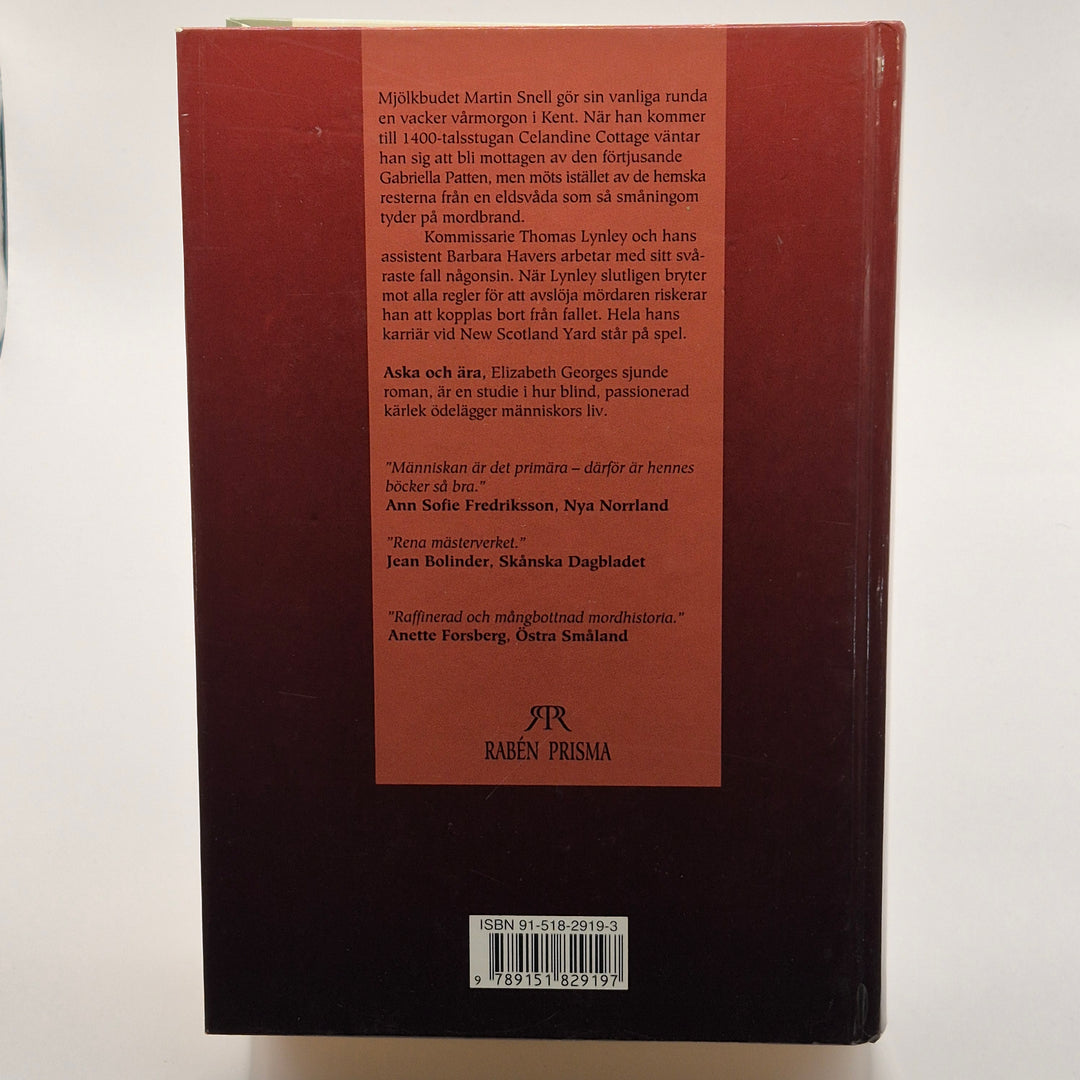 Mjölkbudet Martin Snell gör sin vanliga runda
en vacker vårmorgon i Kent. När han kommer
till 1400-talsstugan Celandine Cottage väntar
han sig att bli mottagen av den förtjusande
Gabriella Patten, men möts istället av de hemska
resterna från en eldsvåda som så småningom
tyder på mordbrand.
Kommissarie Thomas Lynley och hans
assistent Barbara Havers arbetar med sitt svå-
raste fall någonsin. När Lynley slutligen bryter
mot alla regler för att avslöja mördaren riskerar
han att kopplas bort från fallet. Hela hans
karriär vid New Scotland Yard står på spel.
Aska och ära, Elizabeth Georges sjunde
roman, är en studie i hur blind, passionerad
kärlek ödelägger människors liv.
"Människan är det primära – därför är hennes
böcker så bra."
Ann Sofie Fredriksson, Nya Norrland
"Rena mästerverket."
Jean Bolinder, Skånska Dagbladet
"Raffinerad och mångbottnad mordhistoria."
Anette Forsberg, Östra Småland
RABÉN PRISMA
ISBN 91-518-2919-3
9 789151 829197